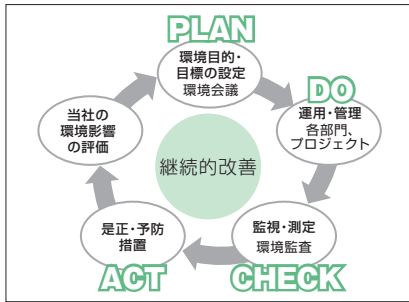 PLAN
環境目的・
目標の設定
環境会議
DO
運用・管理
各部門、
プロジェクト
当社の
環境影響
の評価
継続的改善
是正・予防
措置
ACT
監視・測定
環境監査
CHECK